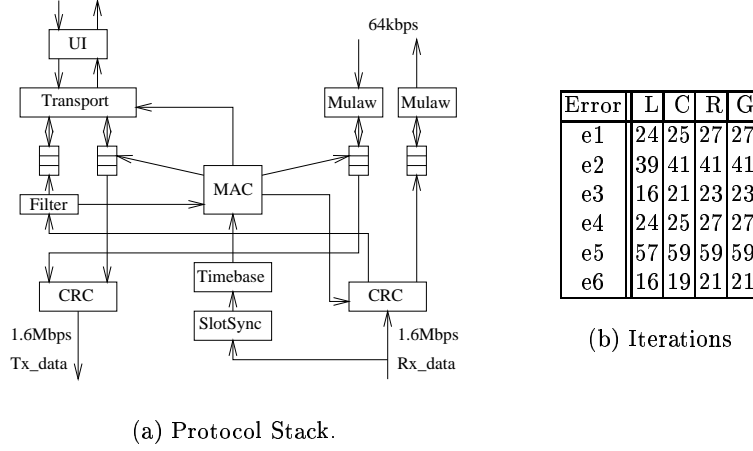 UI
64kbps
Transport
Mulaw
Mulaw
MAC
Filter
Timebase
CRC
CRC
SlotSync
1.6Mbps
1.6Mbps
Tx_data
Rx_data
(a) Protocol Stack.
Error L C R G
e1 24 25 27 27
e2 39 41 41 41
e3 16 21 23 23
e4 24 25 27 27
e5 57 59 59 59
e6 16 19 21 21
(b) Iterations